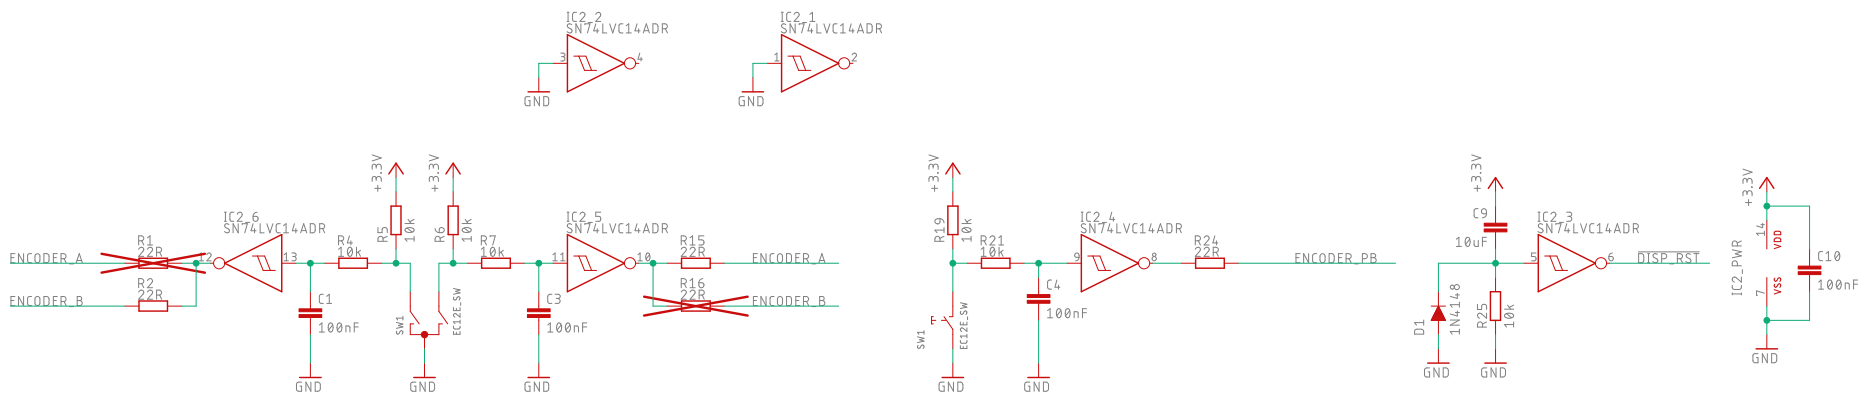 IC2_2
SN74LVC14ADR
3
4
GND
IC2_1
SN74LVC14ADR
1
2
GND
ENCODER_A
R1
22R
ENCODER_B
R2
22R
12
IC2_6
SN74LVC14ADR
13
C1
100nF
GND
R4
10k
+3.3V
R5
10k
SW1
GND
+3.3V
R6
10k
EC12E_SW
R7
10k
C3
100nF
GND
11
IC2_5
SN74LVC14ADR
10
R15
22R
ENCODER_A
R16
22R
ENCODER_B
+3.3V
R19
10k
SW1
EC12E_SW
GND
R21
10k
C4
100nF
GND
9
IC2_4
SN74LVC14ADR
8
R24
22R
ENCODER_PB
+3.3V
C9
10uF
D1
1N4148
GND
R25
10k
GND
5
IC2_3
SN74LVC14ADR
6
DISP_RST
+3.3V
IC2_PWR
14
VDD
7
VSS
GND
C10
100nF